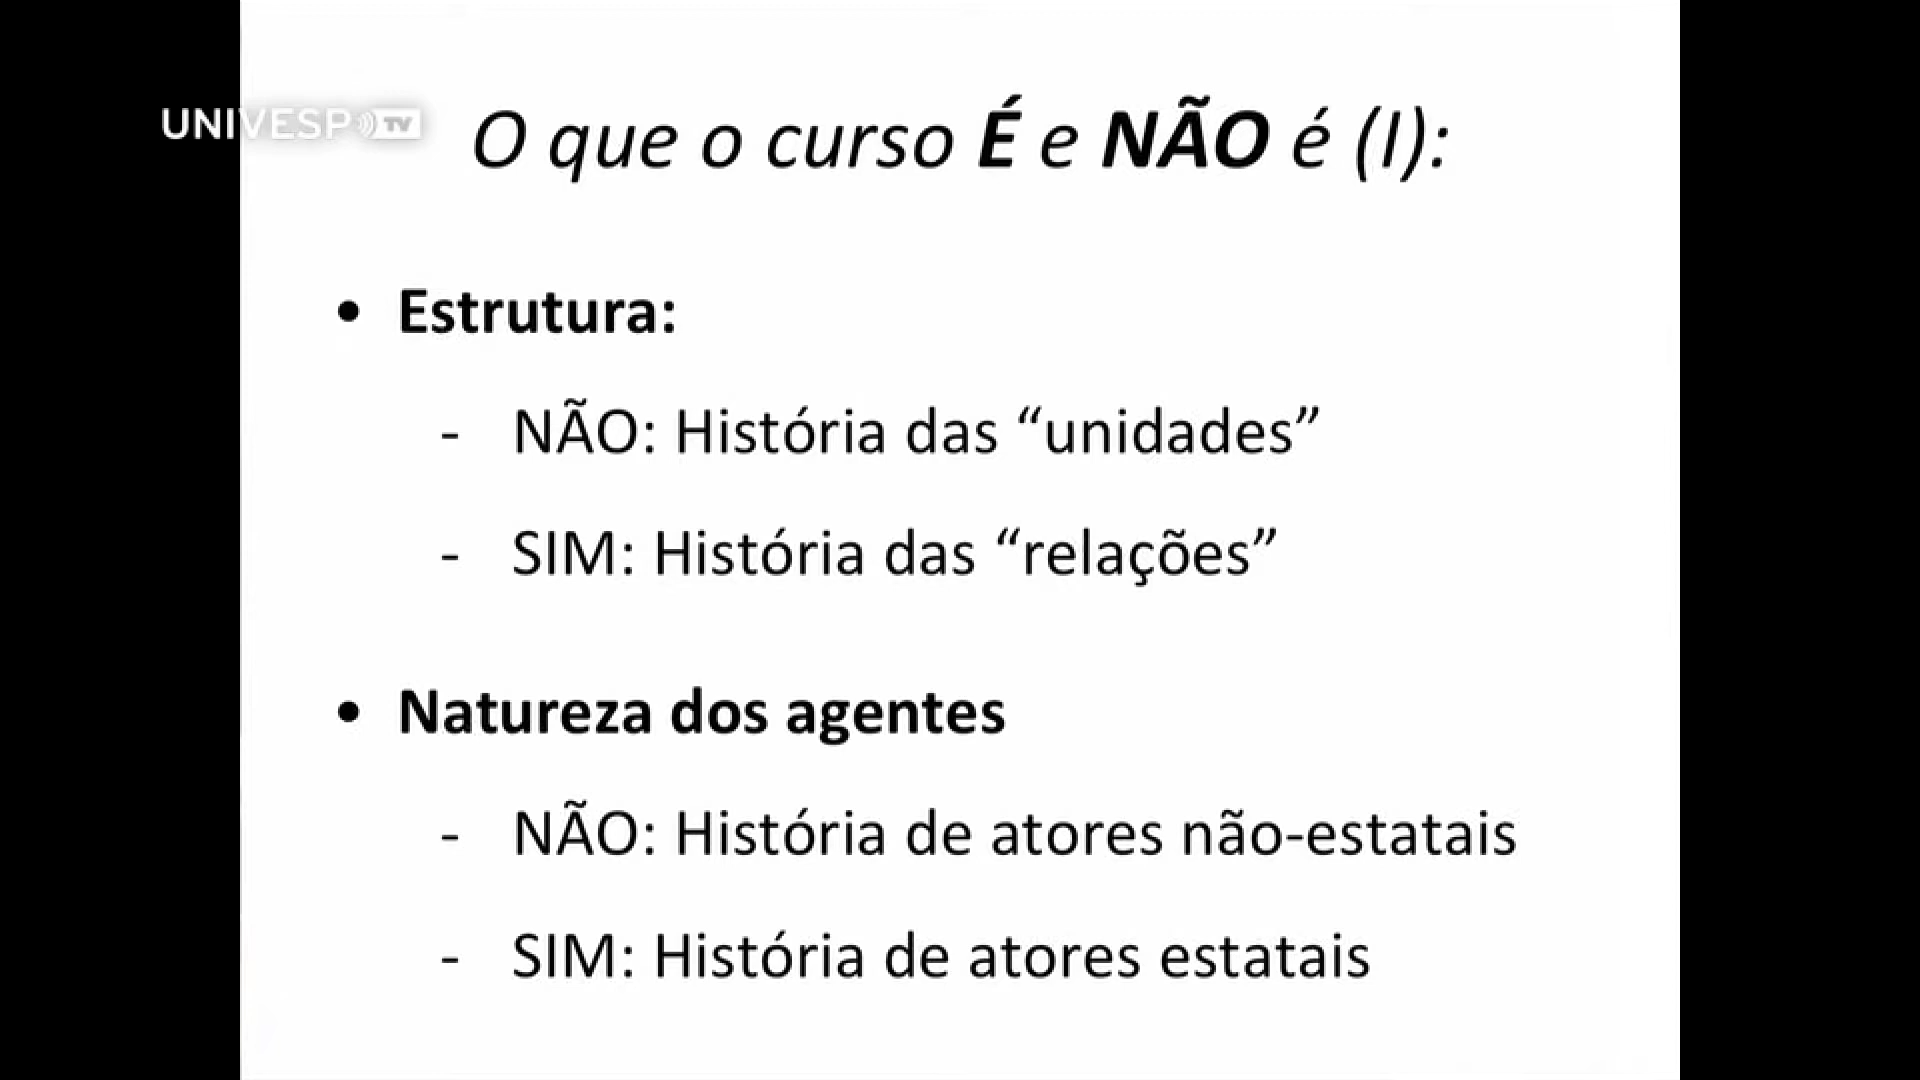 UNIVESP TV
O que o curso É e NÃO é (I):
• Estrutura:
- NÃO: História das “unidades”
- SIM: História das “relações”
• Natureza dos agentes
- NÃO: História de atores não-estatais
- SIM: História de atores estatais